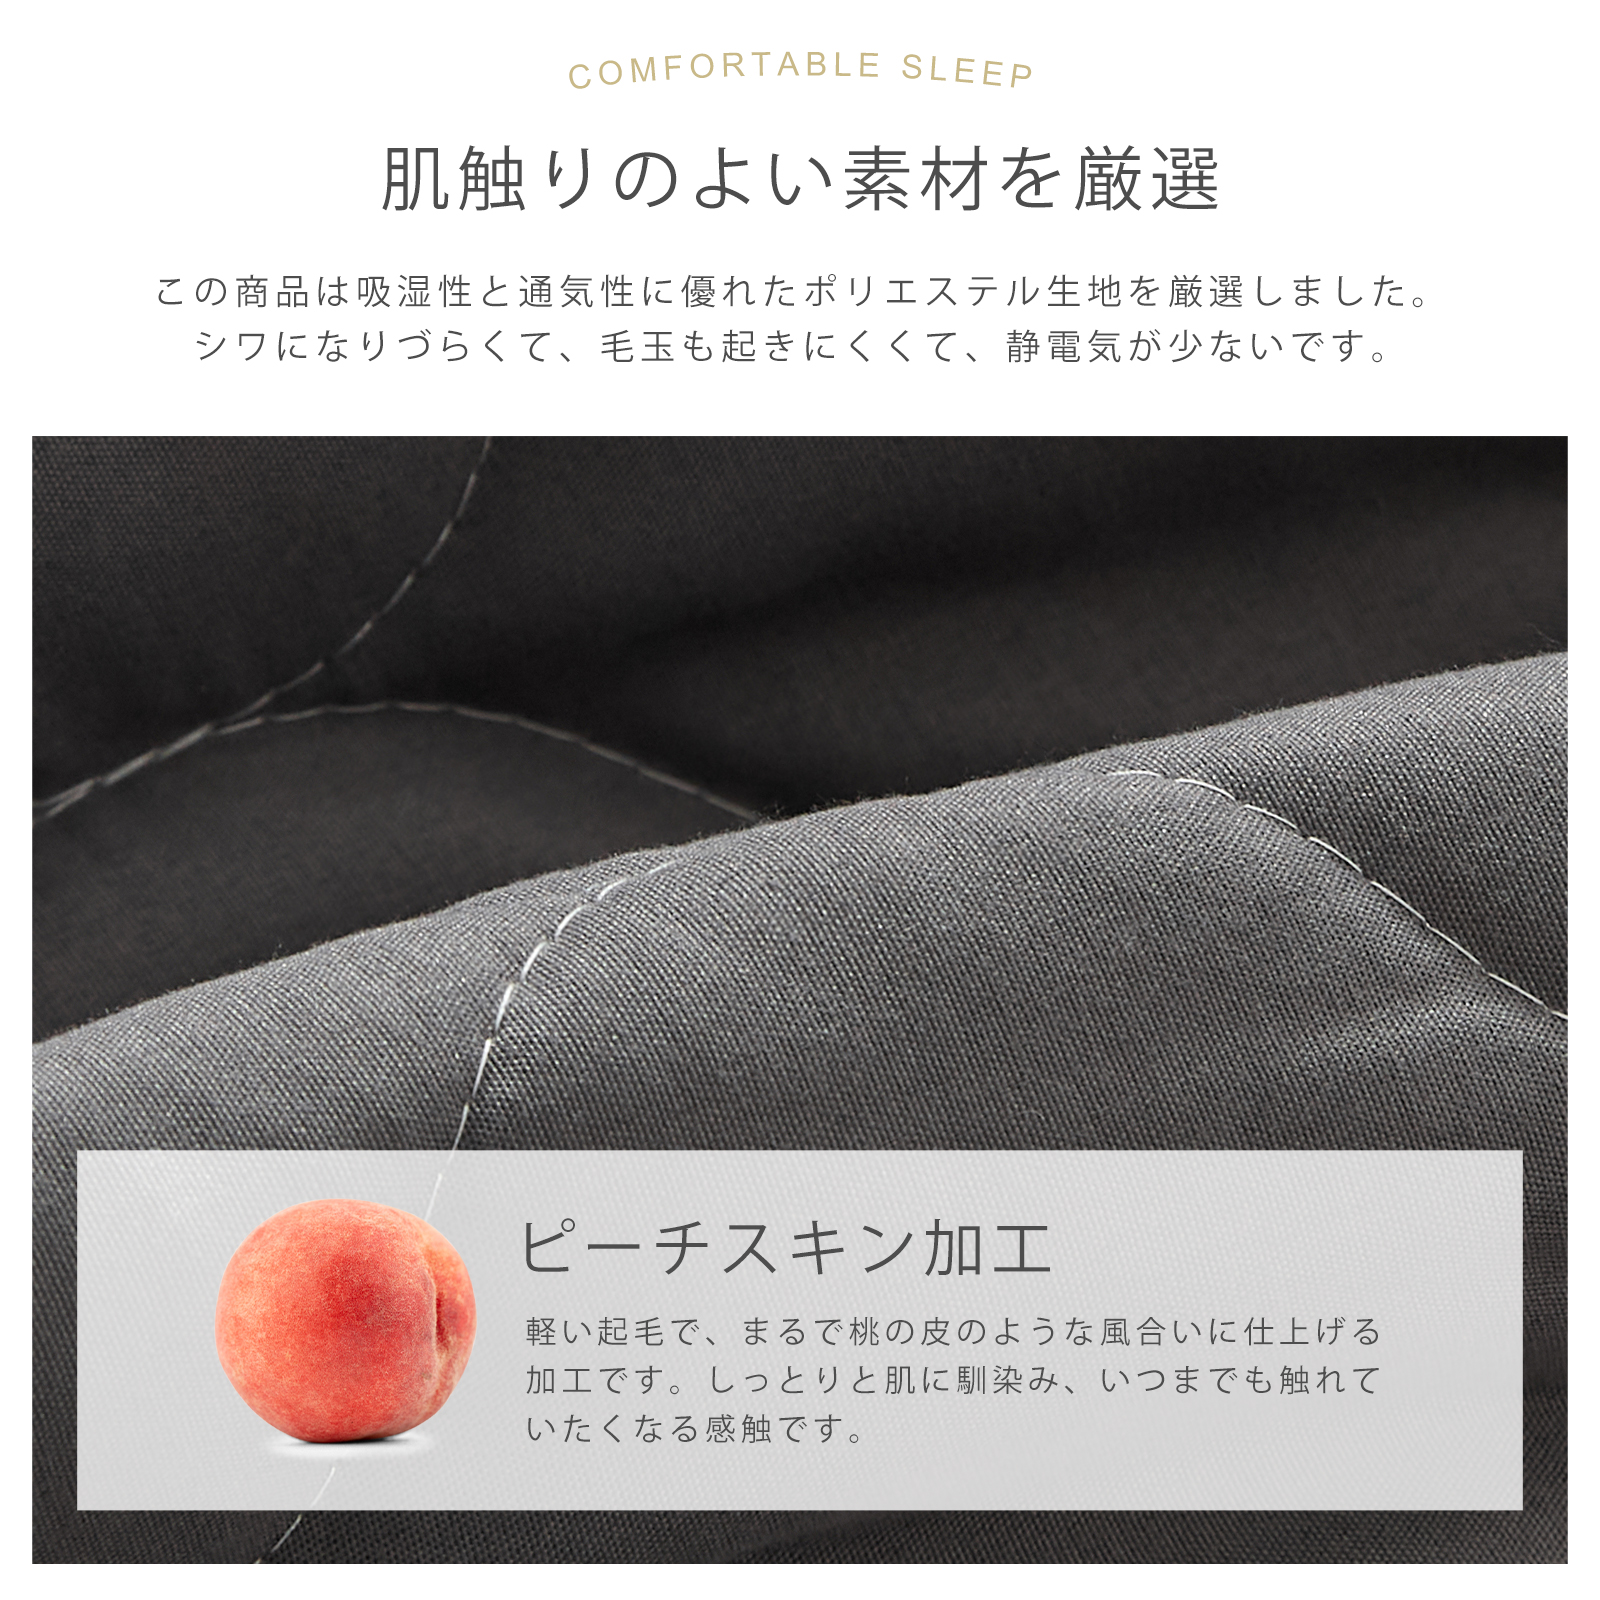 COMFORTABLE SLEEP
肌触りのよい素材を厳選
この商品は吸湿性と通気性に優れたポリエステル生地を厳選しました。
シワになりづらくて、毛玉も起きにくくて、静電気が少ないです。
ピーチスキン加工
軽い起毛で、まるで桃の皮のような風合いに仕上げる
加工です。しっとりと肌に馴染み、いつまでも触れて
いたくなる感触です。